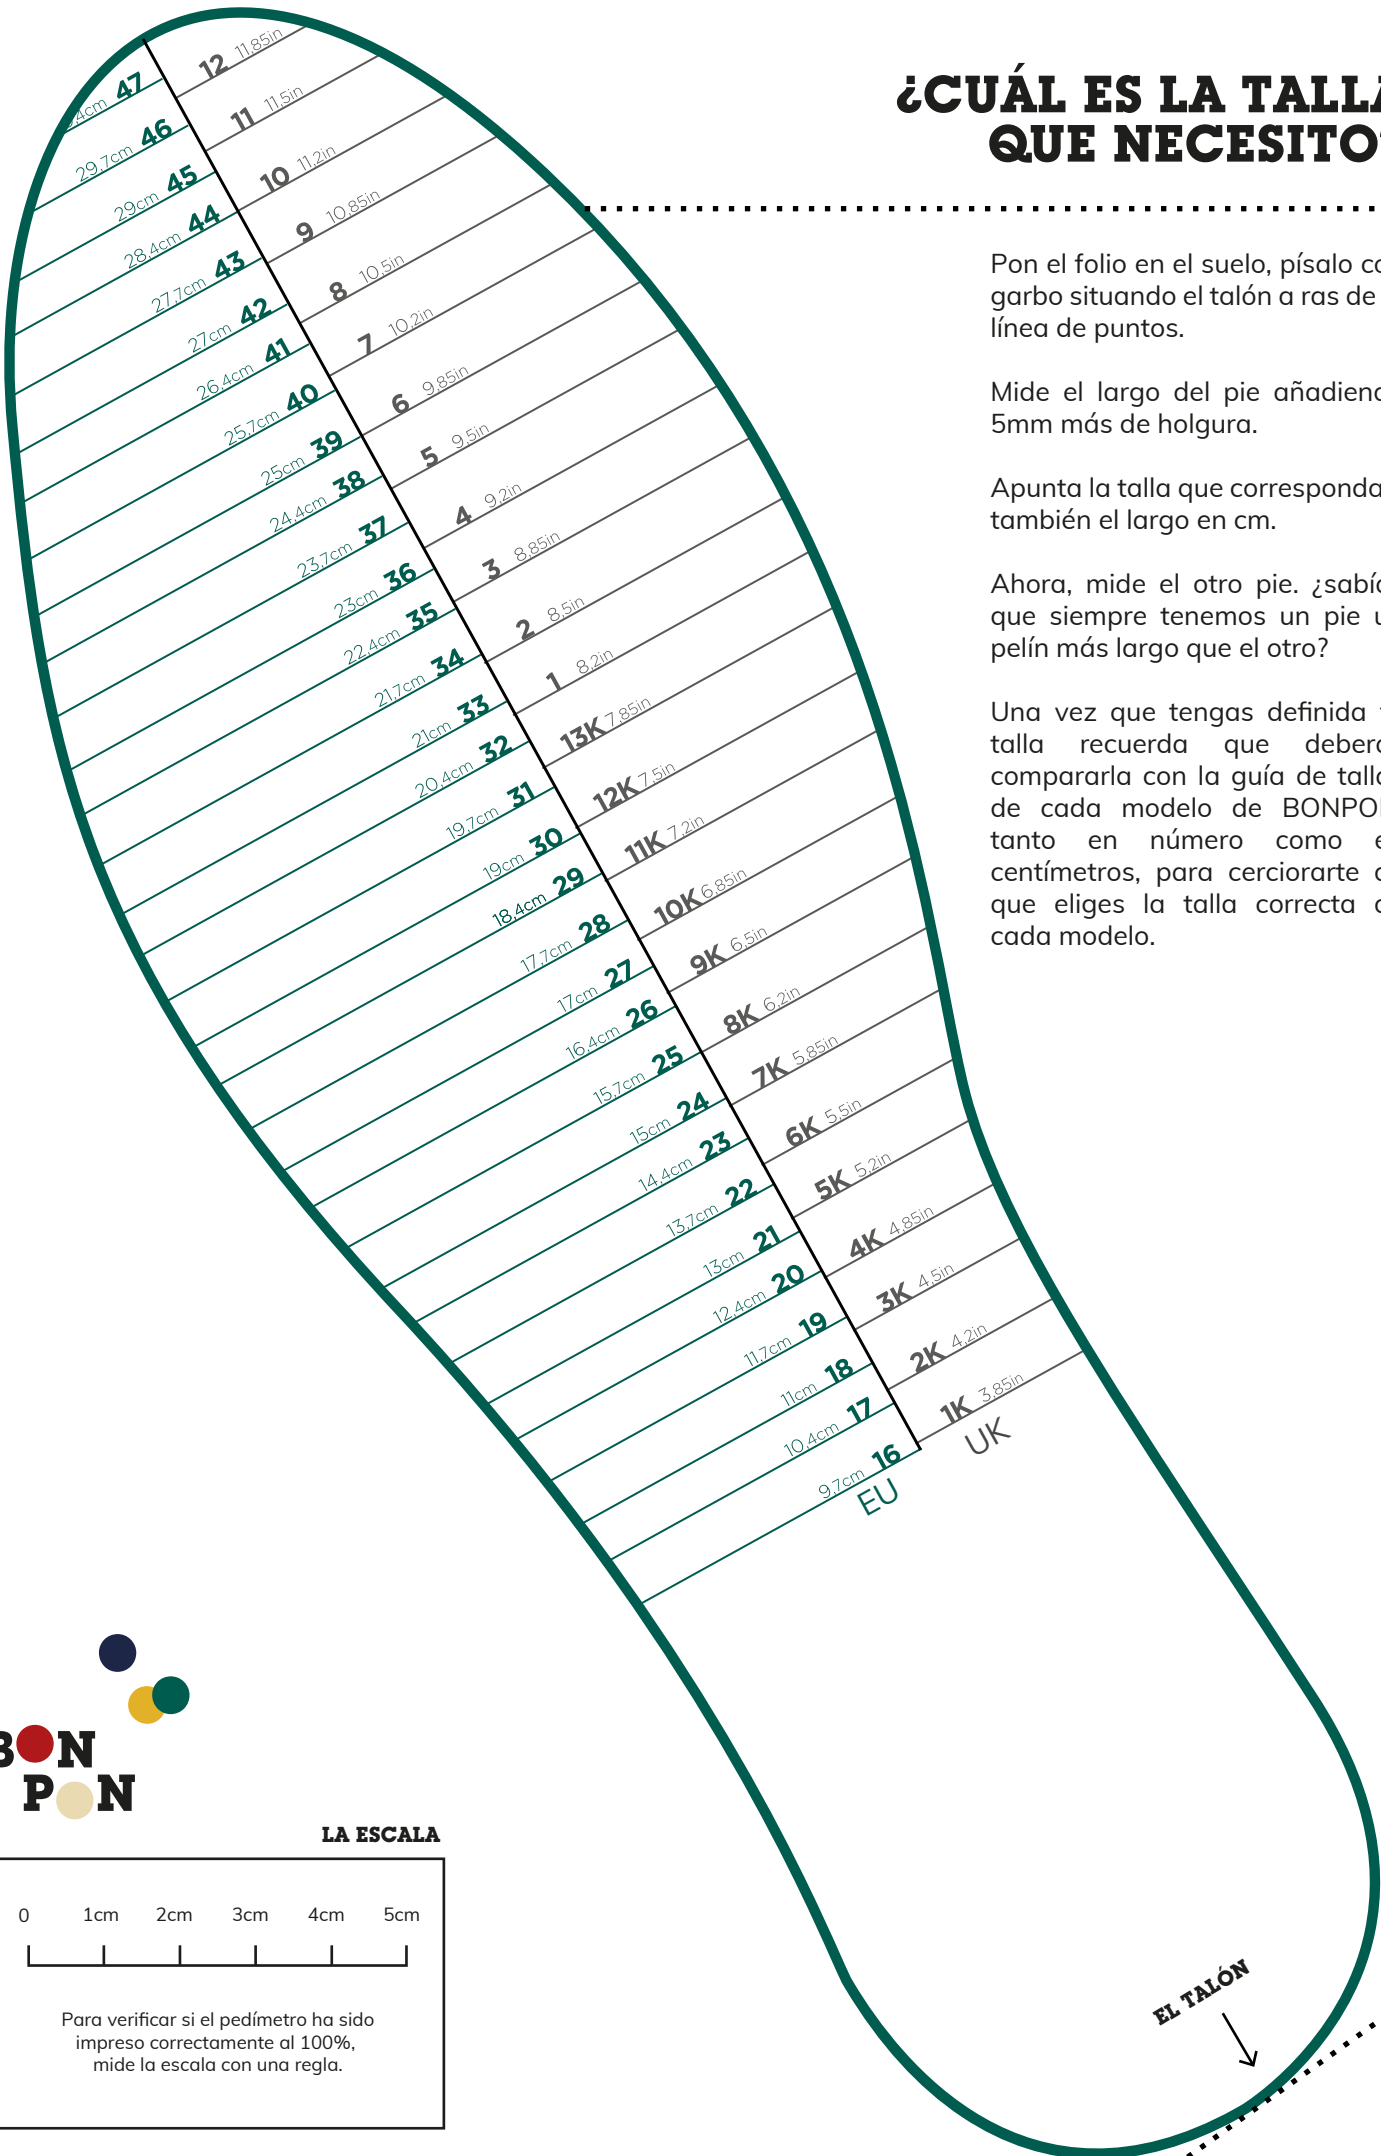 ¿CUÁL ES LA TALLA
QUE NECESITO?
Pon el folio en el suelo, písalo
garbo situando el talón a ras de
línea de puntos.
Mide el largo del pie
5mm más de holgura.
Apunta la talla que corresponda
también el largo en cm.
Ahora, mide el otro pie.
que siempre tenemos un pie
pelín más largo que el otro?
Una vez que tengas definida
talla recuerda que
compararla con la guía de
de cada modelo de
tanto en número como
centímetros, para cerciorarte
que eliges la talla correcta
cada modelo.
47
29,7cm 46
29cm 45
28,4cm 44
27,7cm 43
27cm 42
26,4cm 41
25,7cm 40
25cm 39
24,4cm 38
23,7cm 37
23cm 36
22,4cm 35
21,7cm 34
21cm 33
20,4cm 32
19,7cm 31
19cm 30
18,4cm 29
17,7cm 28
17cm 27
16,4cm 26
15,7cm 25
15cm 24
14,4cm 23
13,7cm 22
13cm 21
12,4cm 20
11,7cm 19
11cm 18
10,4cm 17
9,7cm 16
EU
12 11,85in
11 11,5in
10 11,2in
9 10,85in
8 10,5in
7 10,2in
6 9,85in
5 9,5in
4 9,2in
3 8,85in
2 8,5in
1 8,2in
13K 7,85in
12K 7,5in
11K 7,2in
10K 6,85in
9K 6,5in
8K 6,2in
7K 5,85in
6K 5,5in
5K 5,2in
4K 4,85in
3K 4,5in
2K 4,2in
1K 3,85in
UK
BON
PON
LA ESCALA
0 1cm 2cm 3cm 4cm 5cm
Para verificar si el pedímetro ha sido
impreso correctamente al 100%,
mide la escala con una regla.
EL TALÓN